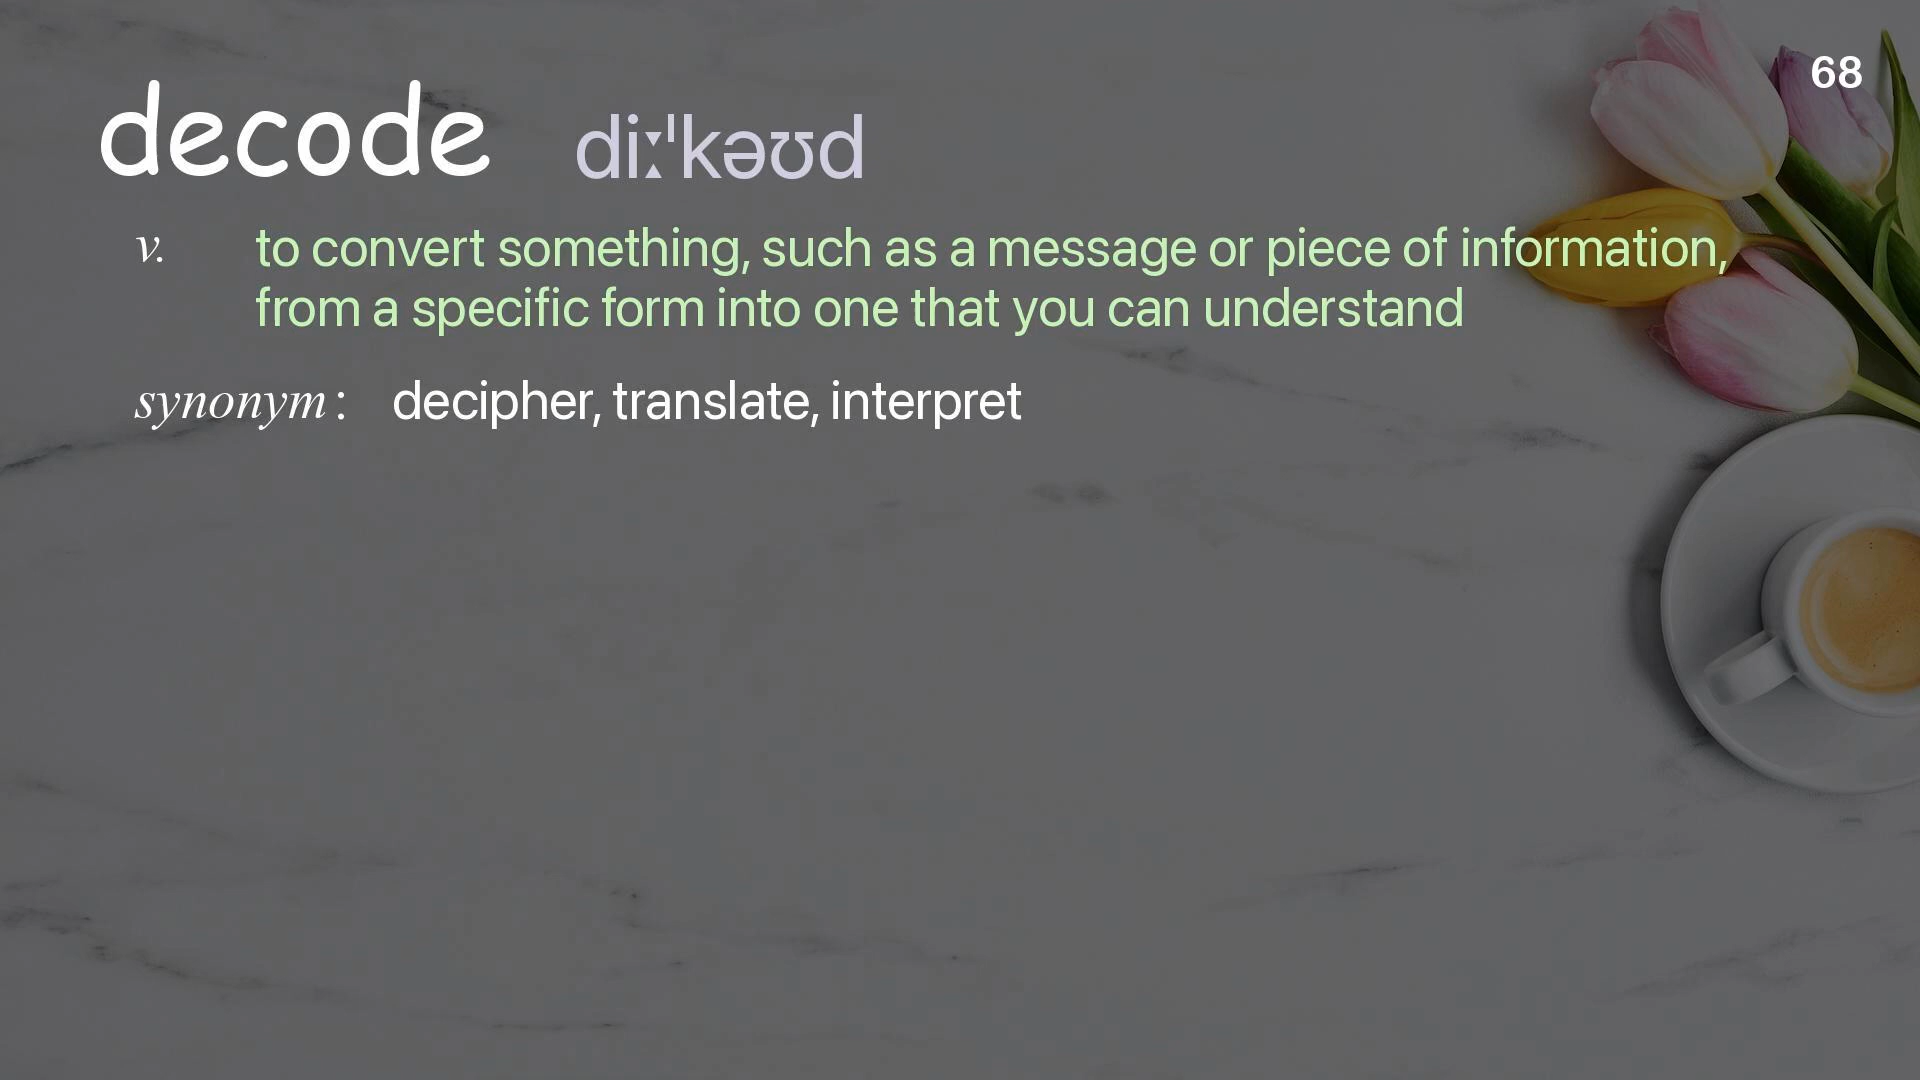 68
decode diːˈkəʊd
v. to convert something, such as a message or piece of information,
from a specific form into one that you can understand
synonym : decipher, translate, interpret